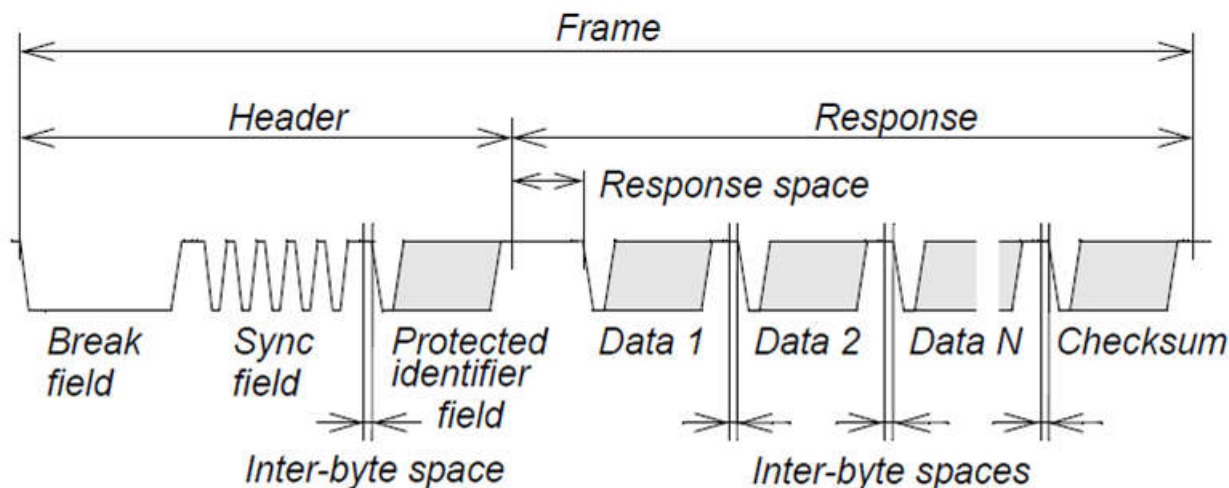 Frame
Header
Response
Response space
Break field
Sync field
Protected identifier field
Data 1
Data 2
Data N
Checksum
Inter-byte space
Inter-byte spaces